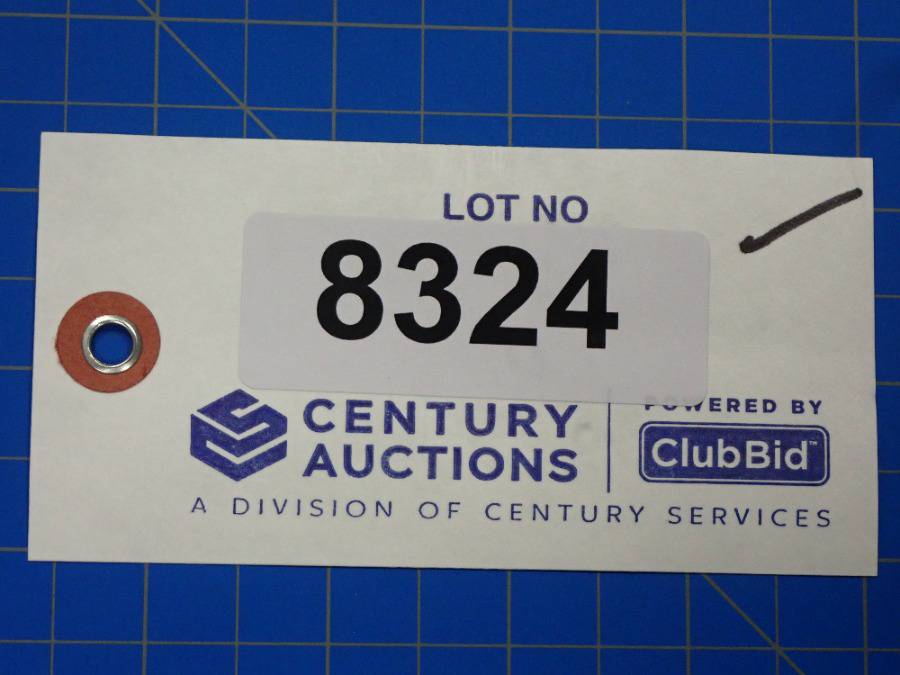 LOT NO
8324
CENTURY
AUCTIONS
POWERED BY
ClubBid™
A DIVISION OF CENTURY SERVICES